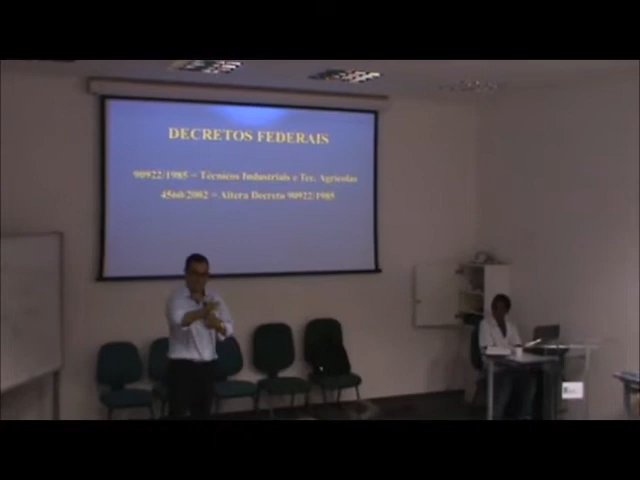 DECRETOS FEDERAIS
90922/1985 = Técnicos Industriais e Tec. Agrícolas
4560/2002 = Altera Decreto 90922/1985